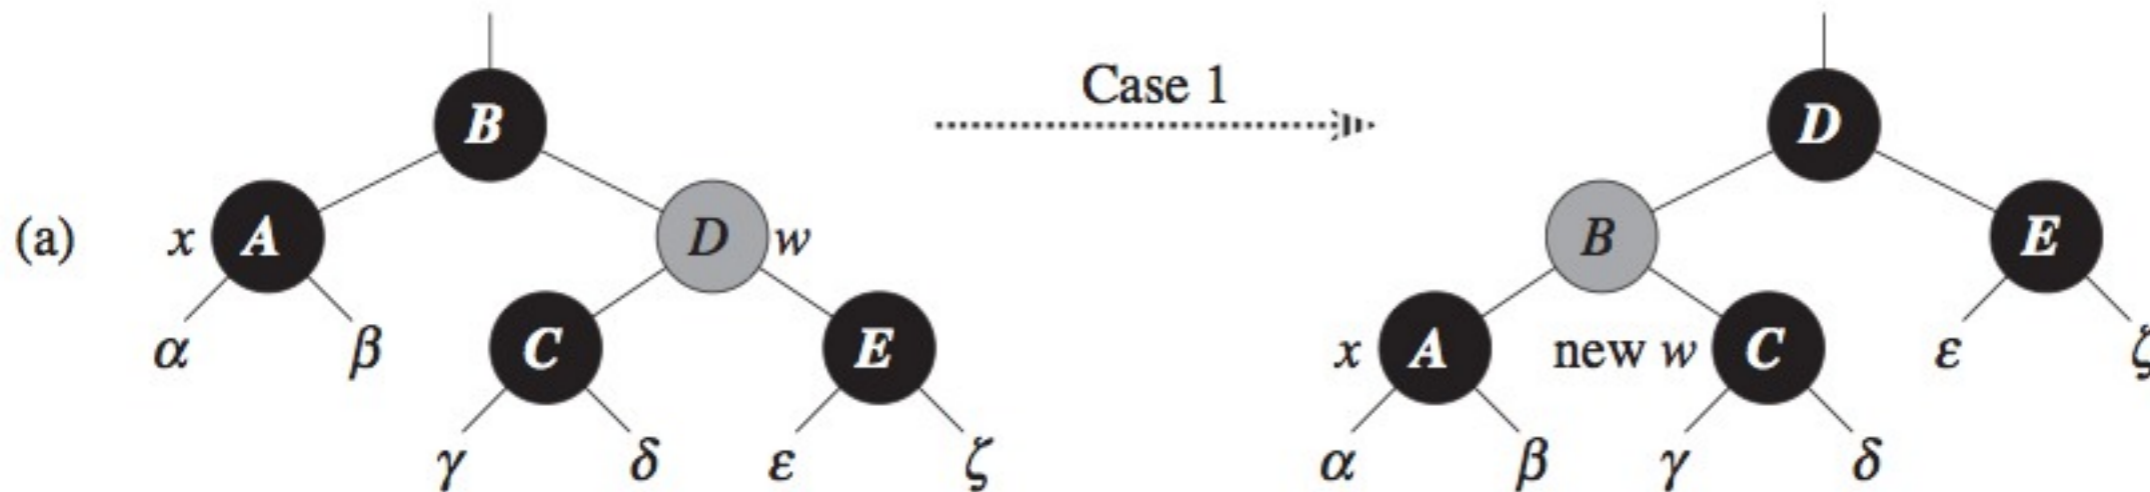 Case 1
B D
(a) x A D w B E
α β C E x A new w C ε ζ
γ δ ε ζ α β γ δ